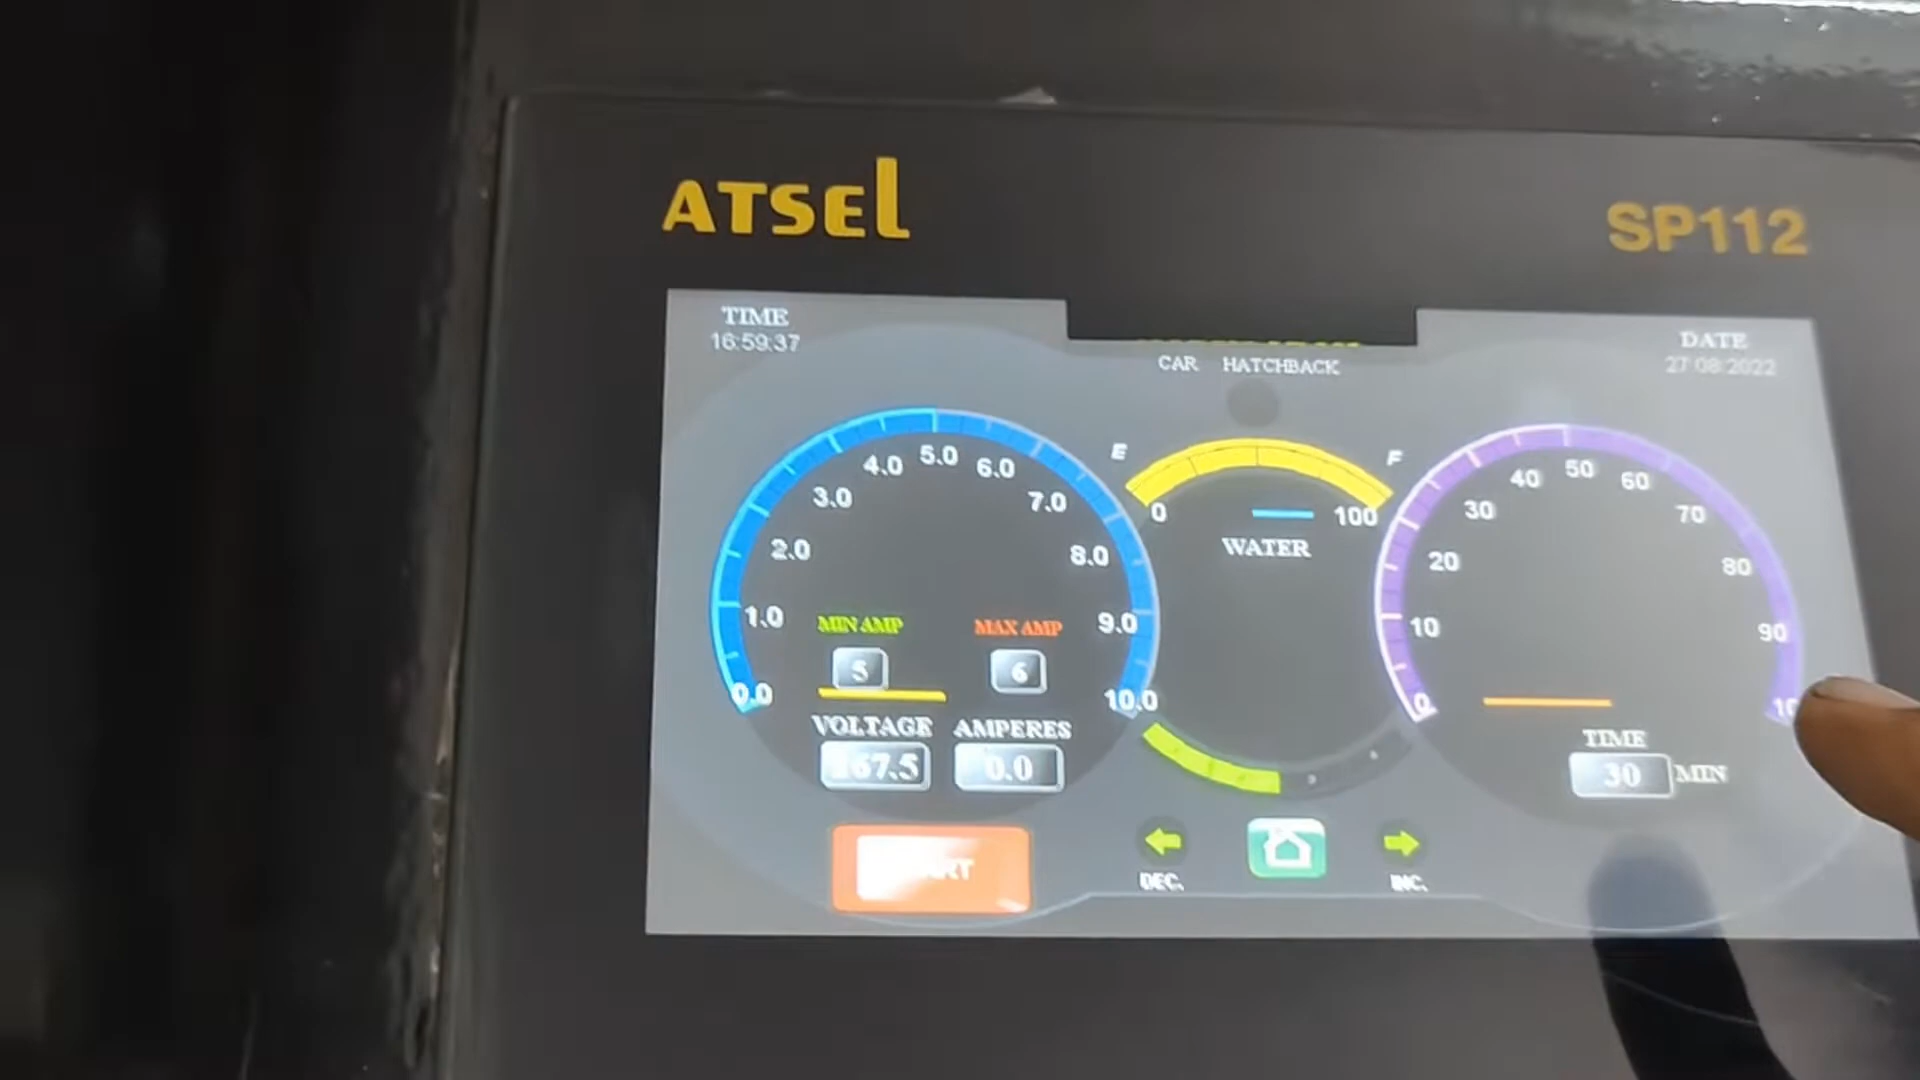 ATSEL
SP112
TIME
16:59:37
DATE
27 08:2022
CAR HATCHBACK
E
F
0
100
WATER
0.0
1.0
2.0
3.0
4.0
5.0
6.0
7.0
8.0
9.0
10.0
MIN AMP
MAX AMP
5
6
VOLTAGE
AMPERES
67.5
0.0
0
10
20
30
40
50
60
70
80
90
TIME
30 MIN
DEC.
INC.